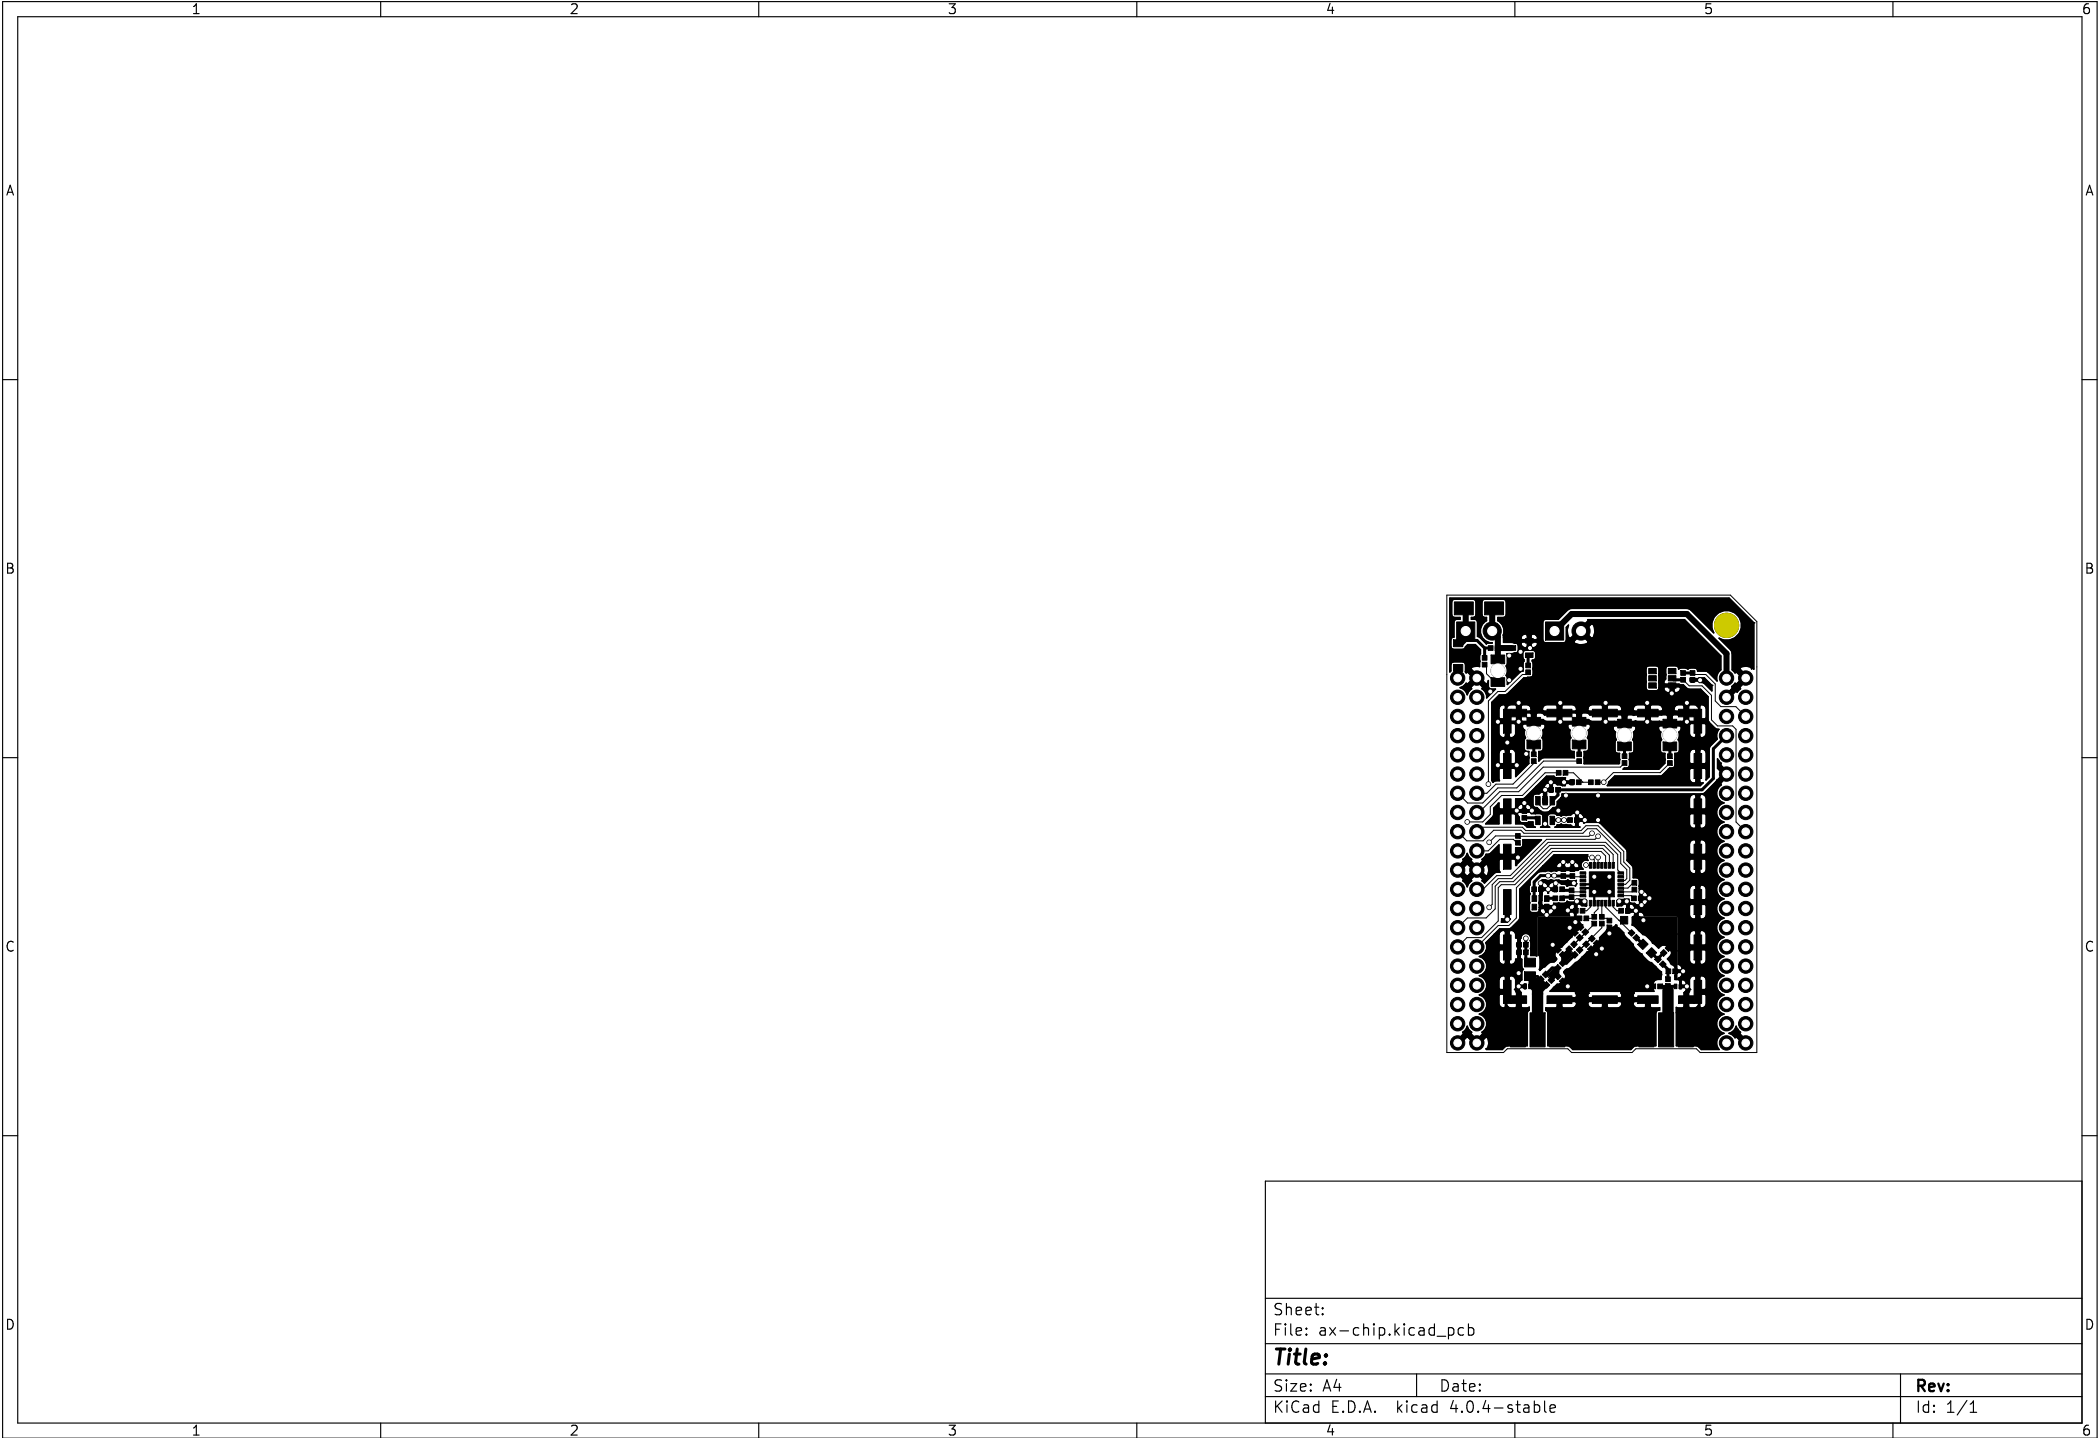 1 2 3 4 5 6
A A
B B
C C
D D
Sheet:
File: ax-chip.kicad_pcb
Title:
Size: A4 Date: Rev:
KiCad E.D.A. kicad 4.0.4-stable Id: 1/1
1 2 3 4 5 6